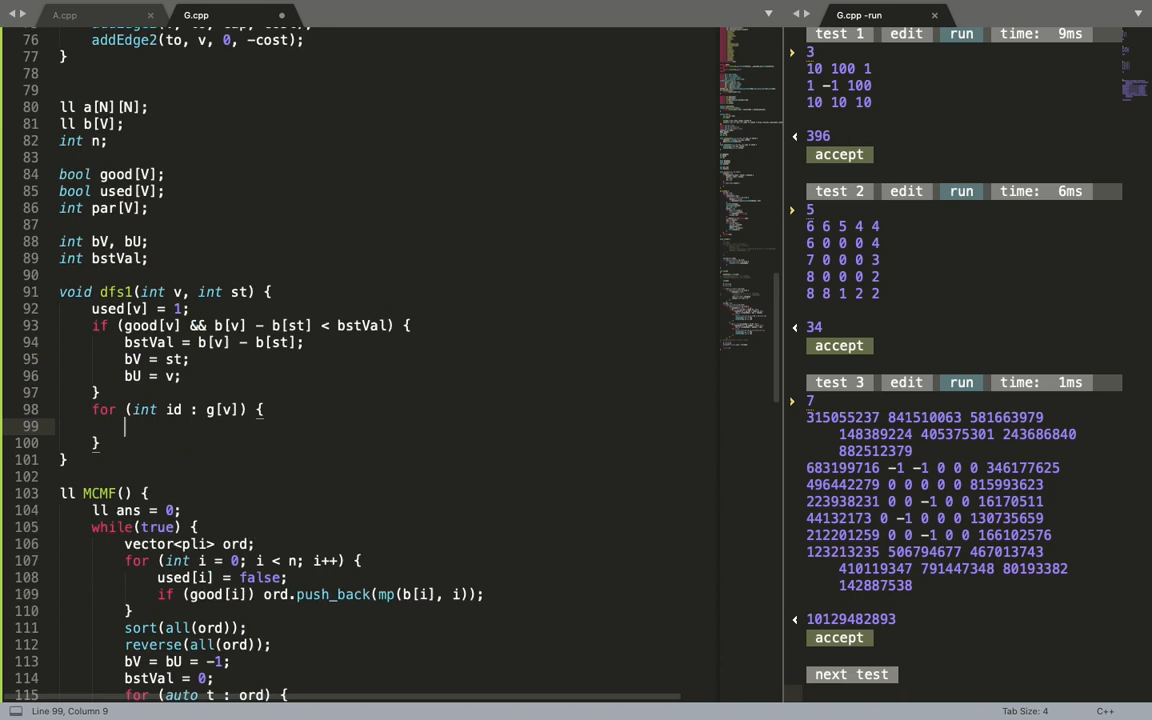 A.cpp
G.cpp
G.cpp -run
76 addEdge2(to, v, 0, -cost);
77 }
78
79
80 ll a[N][N];
81 ll b[V];
82 int n;
83
84 bool good[V];
85 bool used[V];
86 int par[V];
87
88 int bV, bU;
89 int bstVal;
90
91 void dfs1(int v, int st) {
92 used[v] = 1;
93 if (good[v] && b[v] - b[st] < bstVal) {
94 bstVal = b[v] - b[st];
95 bV = st;
96 bU = v;
97 }
98 for (int id : g[v]) {
99
100 }
101 }
102
103 ll MCMF() {
104 ll ans = 0;
105 while(true) {
106 vector<pli> ord;
107 for (int i = 0; i < n; i++) {
108 used[i] = false;
109 if (good[i]) ord.push_back(mp(b[i], i));
110 }
111 sort(all(ord));
112 reverse(all(ord));
113 bV = bU = -1;
114 bstVal = 0;
115 for (auto t : ord) {
test 1 edit run time: 9ms
3
10 100 1
1 -1 100
10 10 10
396
accept
test 2 edit run time: 6ms
5
6 6 5 4 4
6 0 0 0 4
7 0 0 0 3
8 0 0 0 2
8 8 1 2 2
34
accept
test 3 edit run time: 1ms
7
315055237 841510063 581663979
148389224 405375301 243686840
882512379
683199716 -1 -1 0 0 0 346177625
496442279 0 0 0 0 0 815993623
223938231 0 0 -1 0 0 16170511
44132173 0 -1 0 0 0 130735659
212201259 0 0 -1 0 0 166102576
123213235 506794677 467013743
410119347 791447348 80193382
142887538
10129482893
accept
next test
Line 99, Column 9
Tab Size: 4
C++